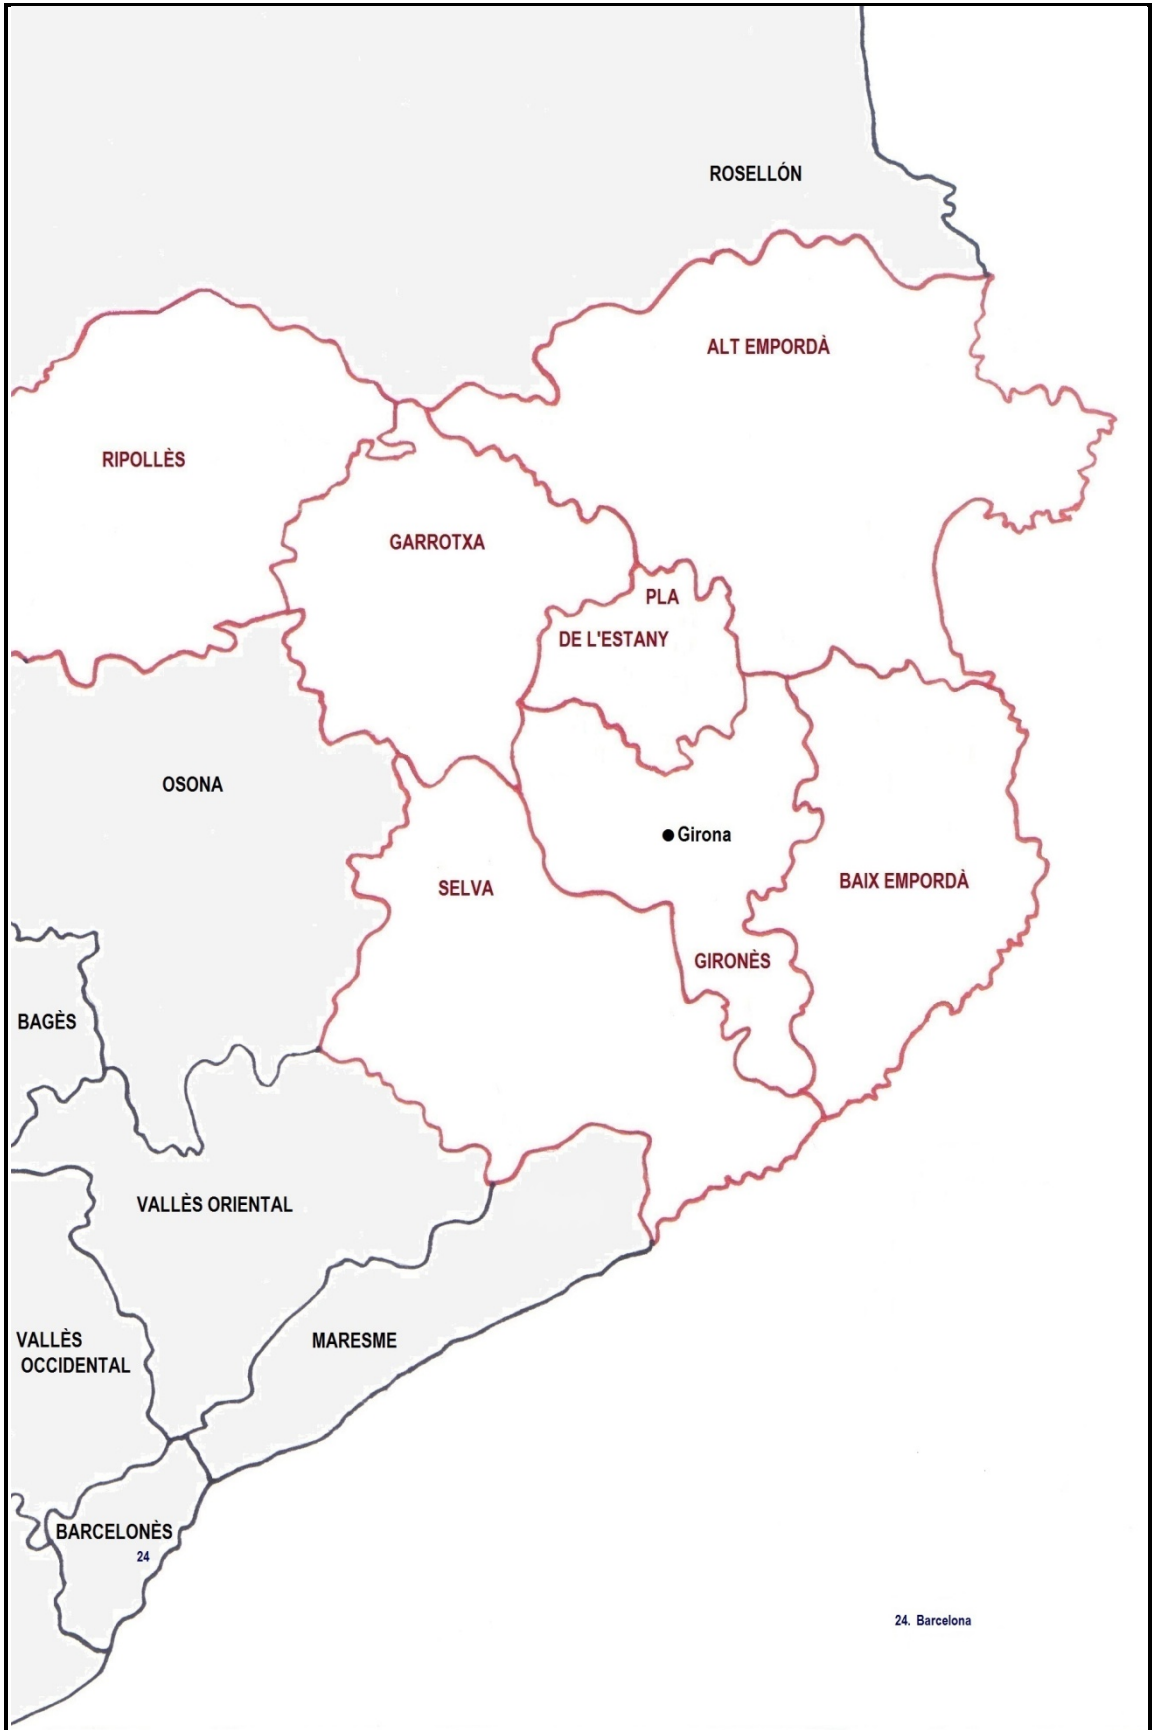 ROSELLÓN
ALT EMPORDÀ
RIPOLLÈS
GARROTXA
PLA
DE L'ESTANY
OSONA
Girona
SELVA
BAIX EMPORDÀ
GIRONÈS
BAGÈS
VALLÈS ORIENTAL
MARESME
VALLÈS
OCCIDENTAL
BARCELONÈS
24
24. Barcelona